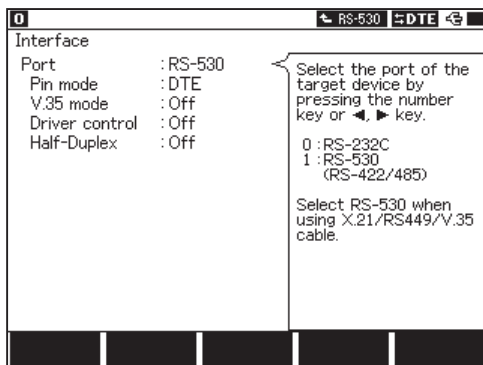 0 RS-530 DTE
Interface
Port :RS-530
Pin mode :DTE
V.35 mode :Off
Driver control :Off
Half-Duplex :Off
Select the port of the
target device by
pressing the number
key or ◄, ► key.
0 :RS-232C
1 :RS-530
(RS-422/485)
Select RS-530 when
using X.21/RS449/V.35
cable.